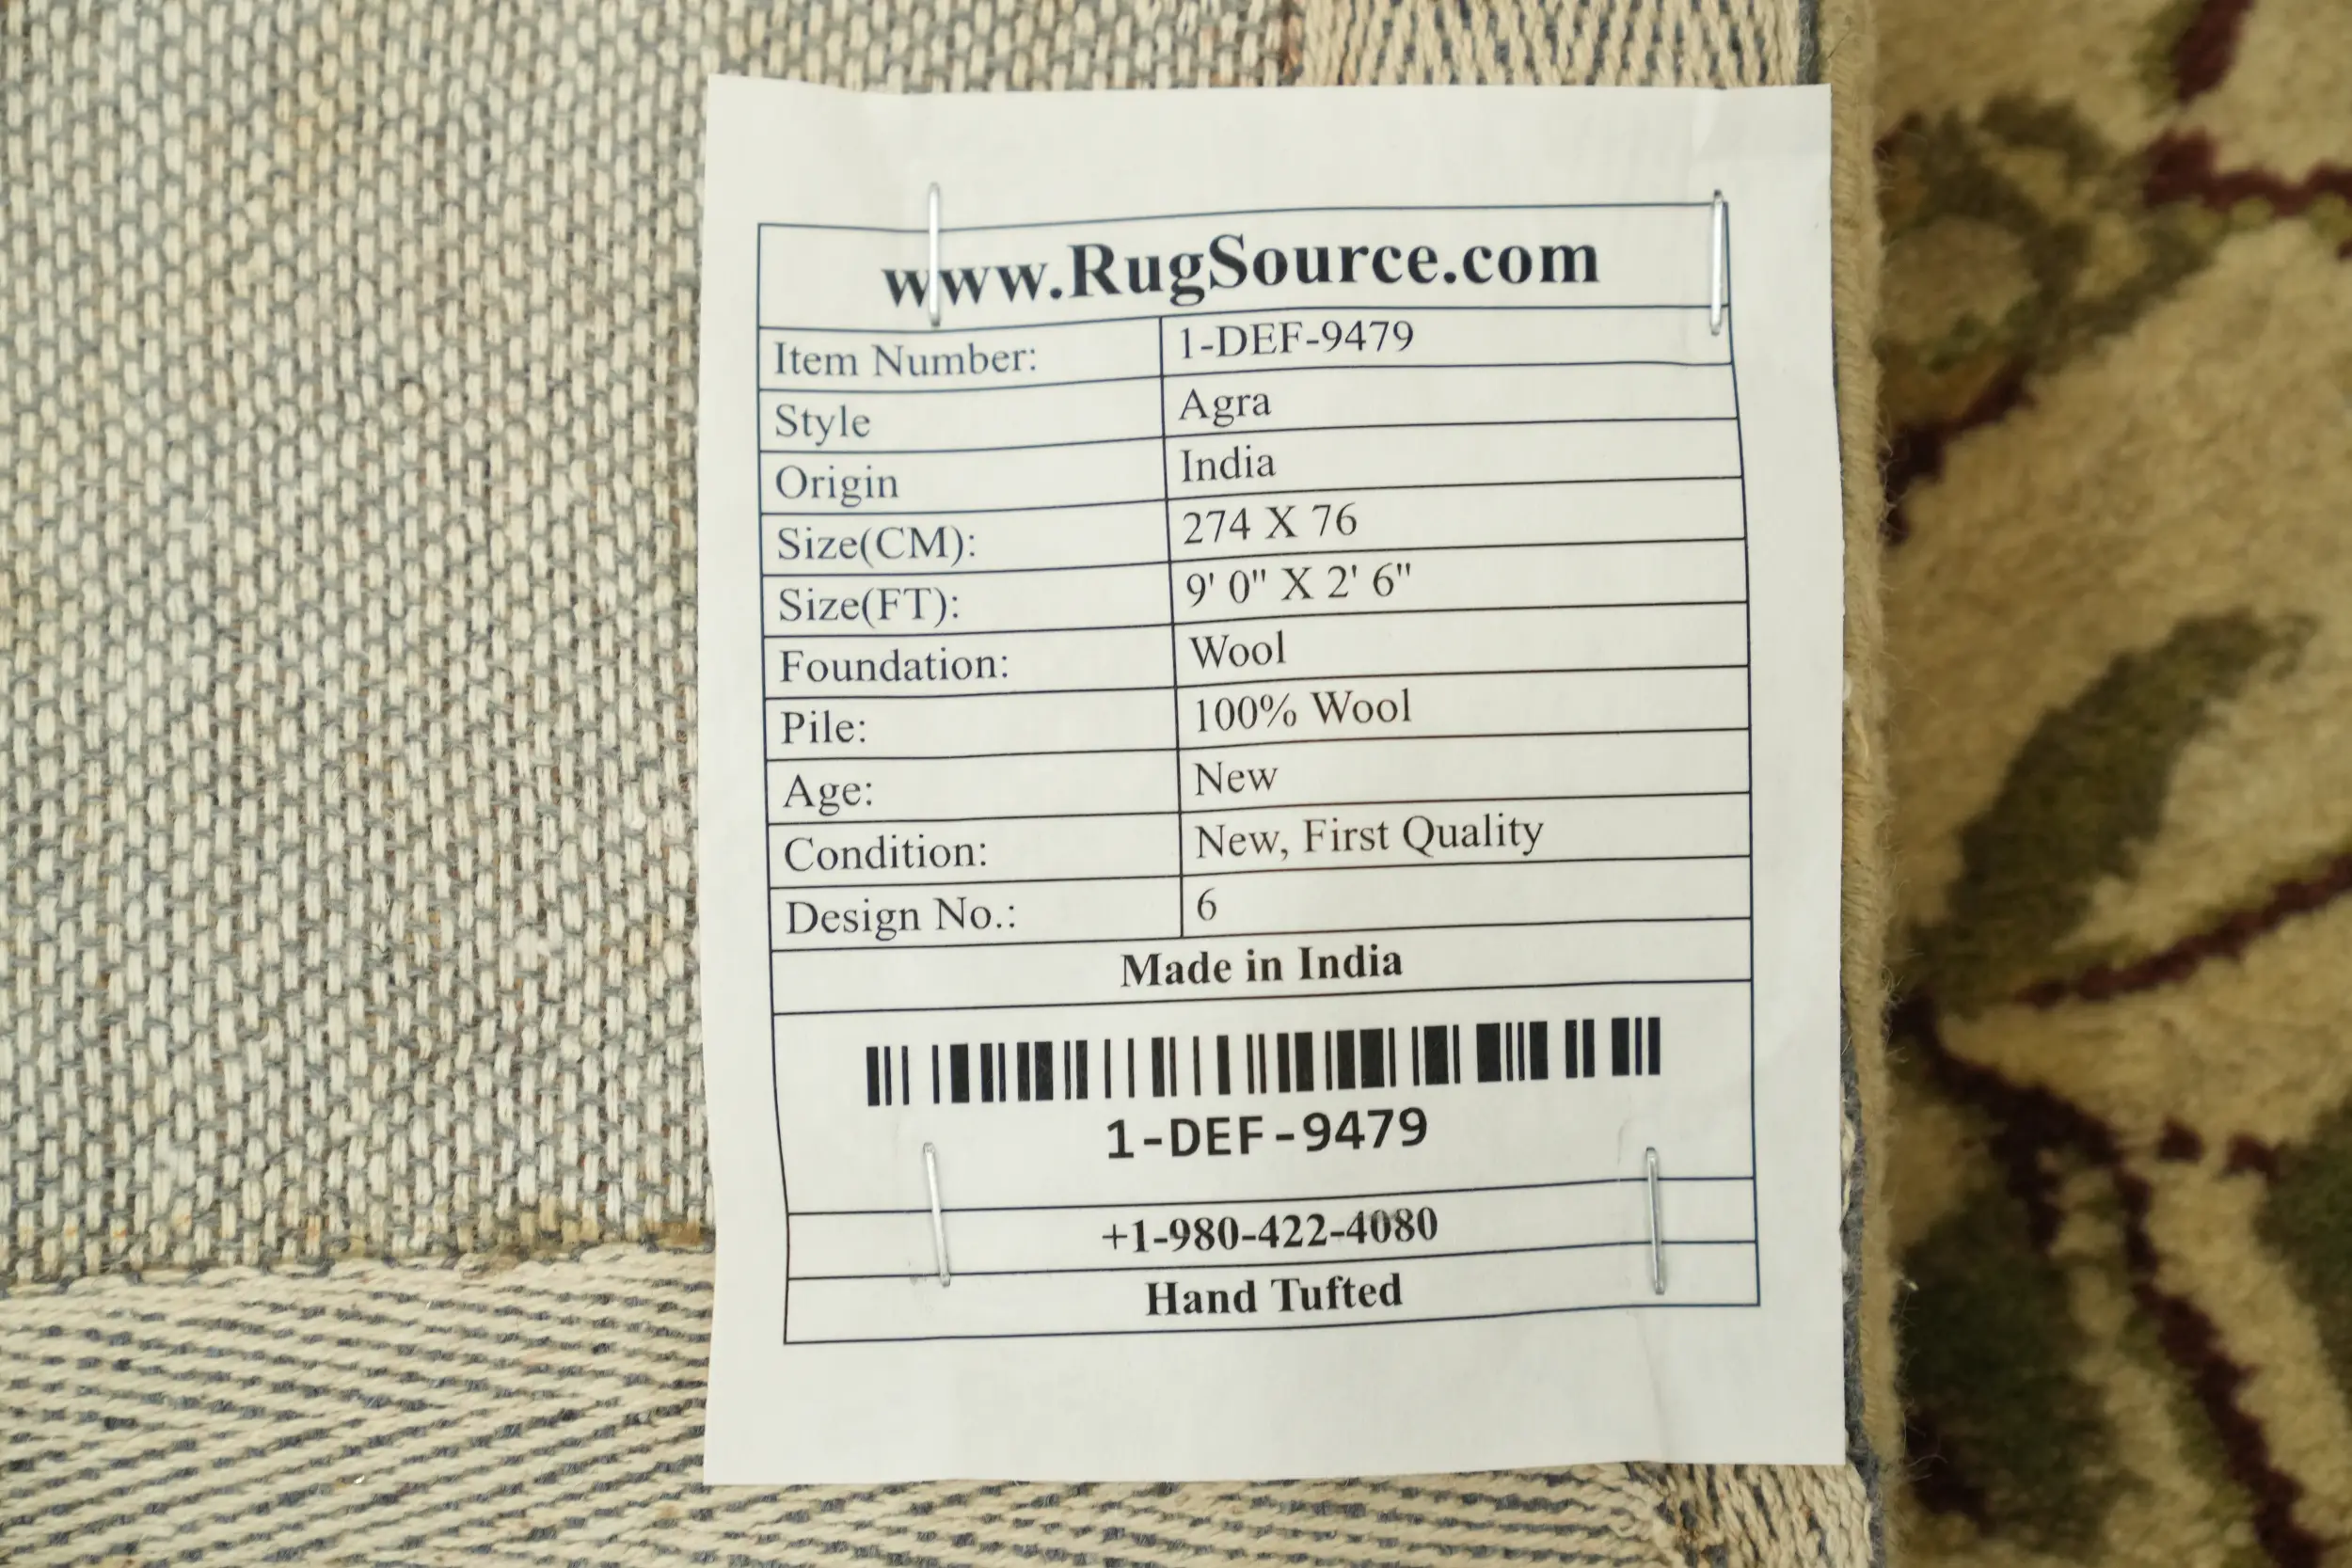 www.RugSource.com
Item Number: 1-DEF-9479
Style Agra
Origin India
Size(CM): 274 X 76
Size(FT): 9' 0" X 2' 6"
Foundation: Wool
Pile: 100% Wool
Age: New
Condition: New, First Quality
Design No.: 6
Made in India
1-DEF-9479
+1-980-422-4080
Hand Tufted